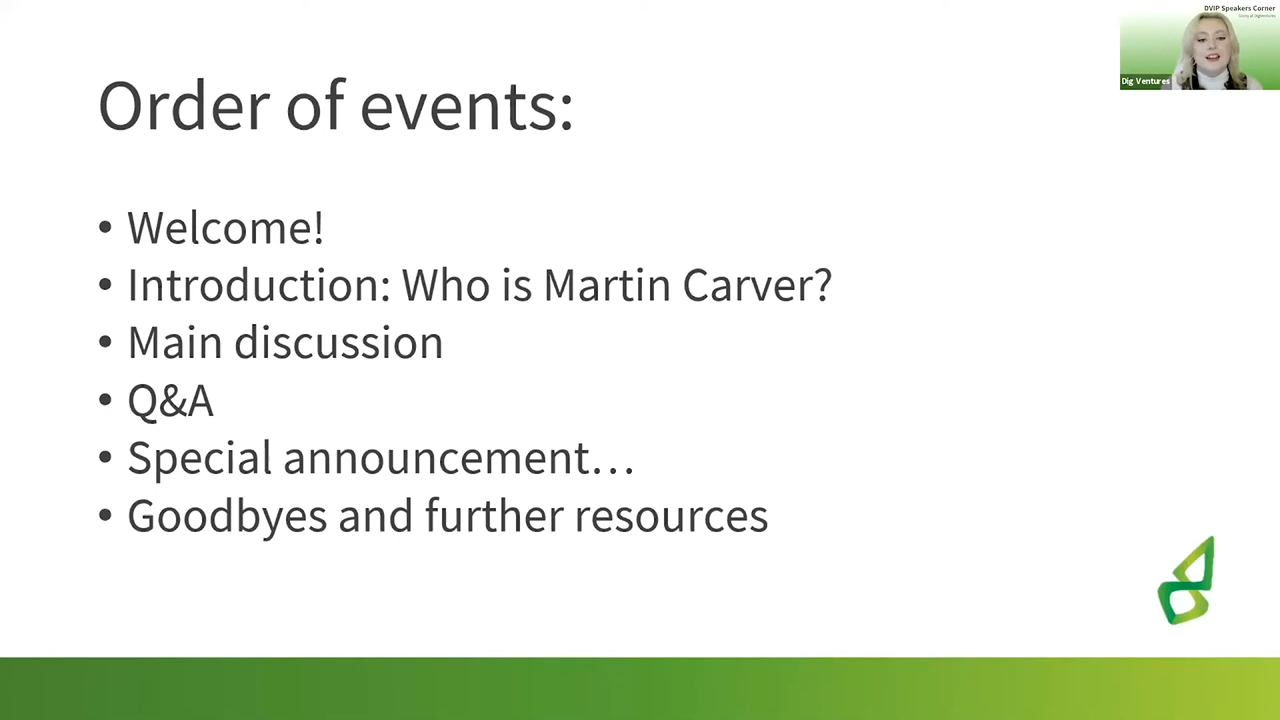 Order of events:
• Welcome!
• Introduction: Who is Martin Carver?
• Main discussion
• Q&A
• Special announcement…
• Goodbyes and further resources
DVIP Speakers Corner
Dig Ventures